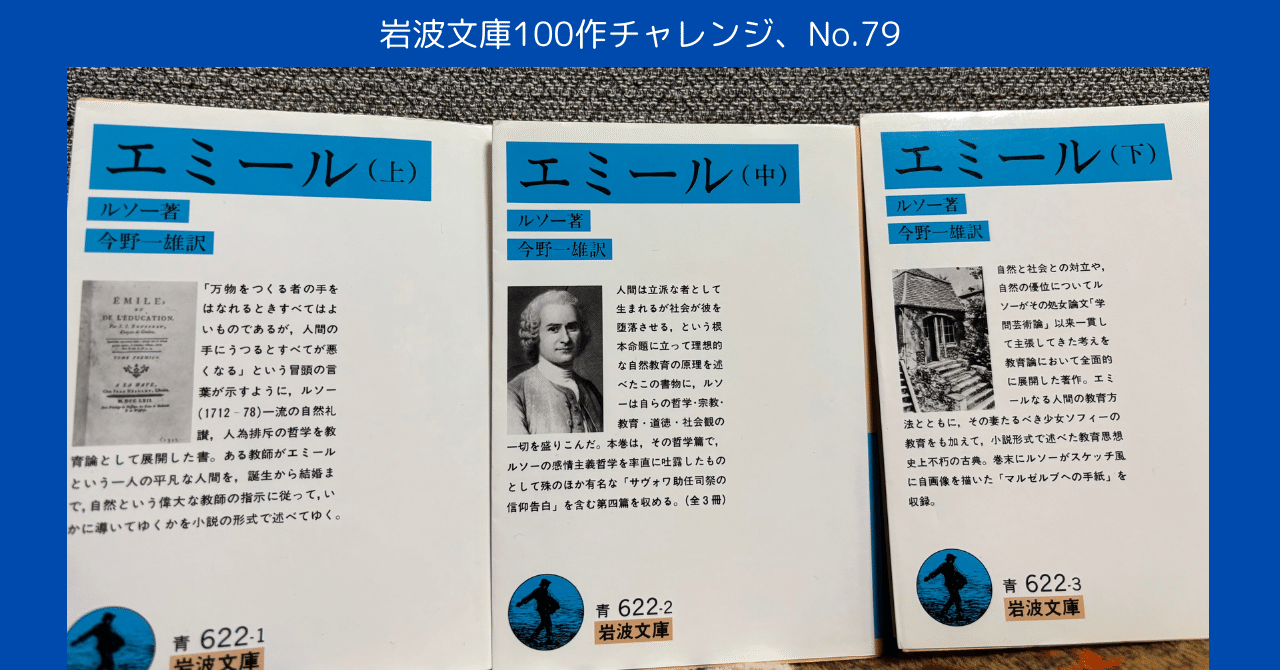 岩波文庫100作チャレンジ、No.79
エミール(上)
ルソー著
今野一雄訳
ÉMILE,
OU
DE L'ÉDUCATION.
「万物をつくる者の手を
はなれるときすべてはよ
いものであるが，人間の
手にうつるとすべてが悪
くなる」という冒頭の言
葉が示すように，ルソー
(1712‐78)一流の自然礼
讃，人為排斥の哲学を教
育論として展開した書。ある教師がエミール
という一人の平凡な人間を，誕生から結婚ま
で，自然という偉大な教師の指示に従って，い
かに導いてゆくかを小説の形式で述べてゆく。
青 622-1
岩波文庫
エミール(中)
ルソー著
今野一雄訳
人間は立派な者として
生まれるが社会が彼を
堕落させる，という根
本命題に立って理想的
な自然教育の原理を述
べたこの書物に，ルソ
ーは自らの哲学・宗教・
教育・道徳・社会観の
一切を盛りこんだ。本巻は，その哲学篇で，
ルソーの感情主義哲学を率直に吐露したもの
として殊のほか有名な「サヴォワ助任司祭の
信仰告白」を含む第四篇を収める。(全3冊)
青 622-2
岩波文庫
エミール(下)
ルソー著
今野一雄訳
自然と社会との対立や，
自然の優位についてル
ソーがその処女論文「学
問芸術論」以来一貫し
て主張してきた考えを
教育論において全面的
に展開した著作。エミ
ールなる人間の教育方
法とともに，その妻たるべき少女ソフィーの
教育をも加えて，小説形式で述べた教育思想
史上不朽の古典。巻末にルソーがスケッチ風
に自画像を描いた「マルゼルブへの手紙」を
収録。
青 622-3
岩波文庫